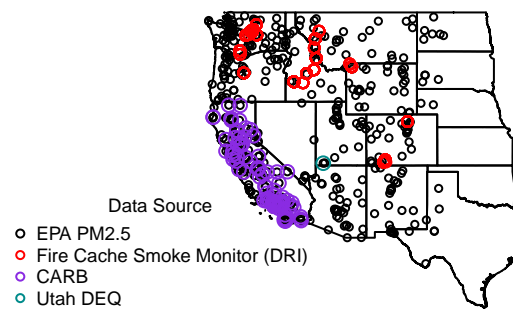 Data Source
EPA PM2.5
Fire Cache Smoke Monitor (DRI)
CARB
Utah DEQ